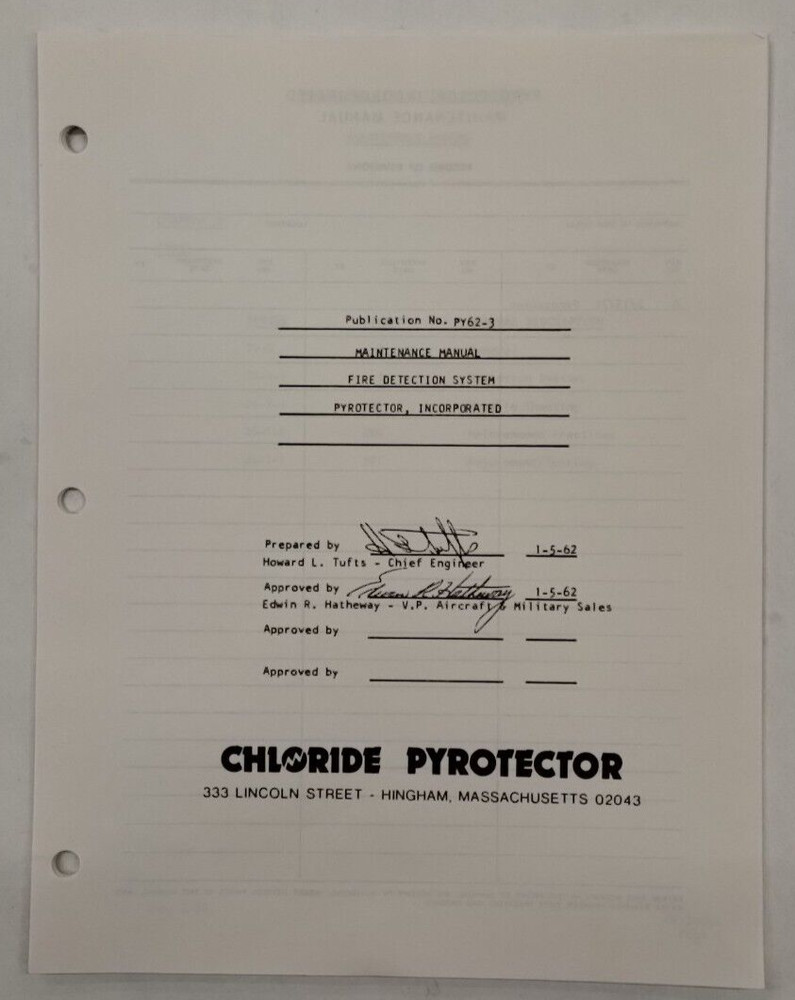 Publication No. PY62-3
MAINTENANCE MANUAL
FIRE DETECTION SYSTEM
PYROTECTOR, INCORPORATED
Prepared by 1-5-62
Howard L. Tufts - Chief Engineer
Approved by Edwin R. Hatheway 1-5-62
Edwin R. Hatheway - V.P. Aircraft & Military Sales
Approved by
Approved by
CHLORIDE PYROTECTOR
333 LINCOLN STREET - HINGHAM, MASSACHUSETTS 02043